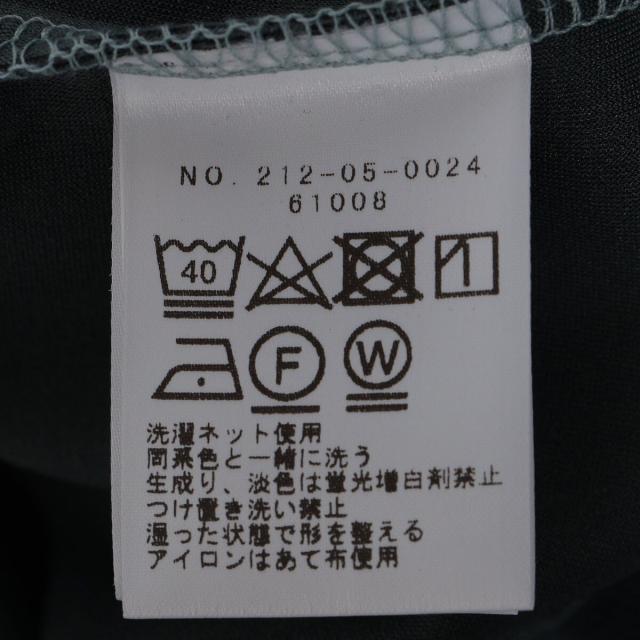 NO. 212-05-0024
61008
40
F W
洗濯ネット使用
同系色と一緒に洗う
生成り、淡色は蛍光増白剤禁止
つけ置き洗い禁止
湿った状態で形を整える
アイロンはあて布使用